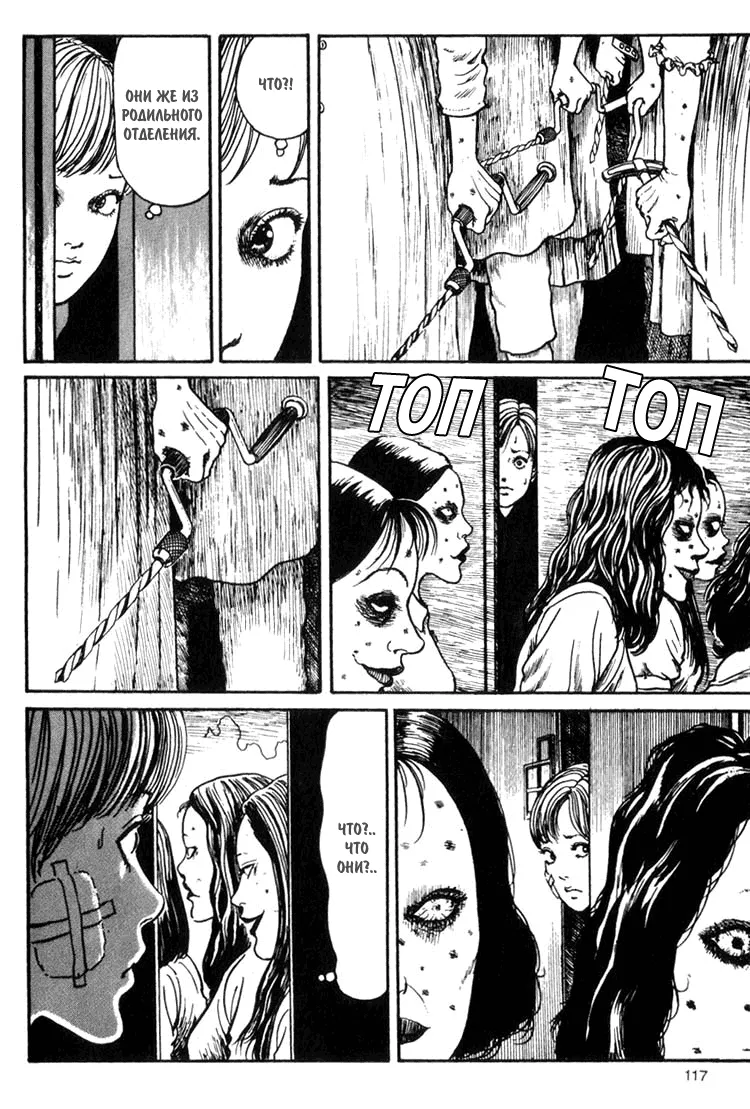 ОНИ ЖЕ ИЗ
РОДИЛЬНОГО
ОТДЕЛЕНИЯ.
ЧТО?!
ТОП
ТОП
ЧТО?..
ЧТО
ОНИ?..
117